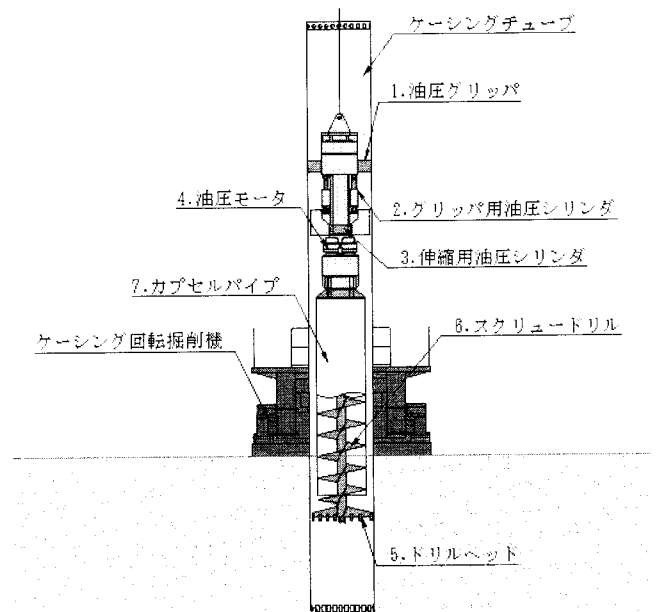 ケーシングチューブ
1.油圧グリッパ
4.油圧モータ
2.グリッパ用油圧シリンダ
3.伸縮用油圧シリンダ
7.カプセルパイプ
6.スクリュードリル
ケーシング回転掘削機
5.ドリルヘッド